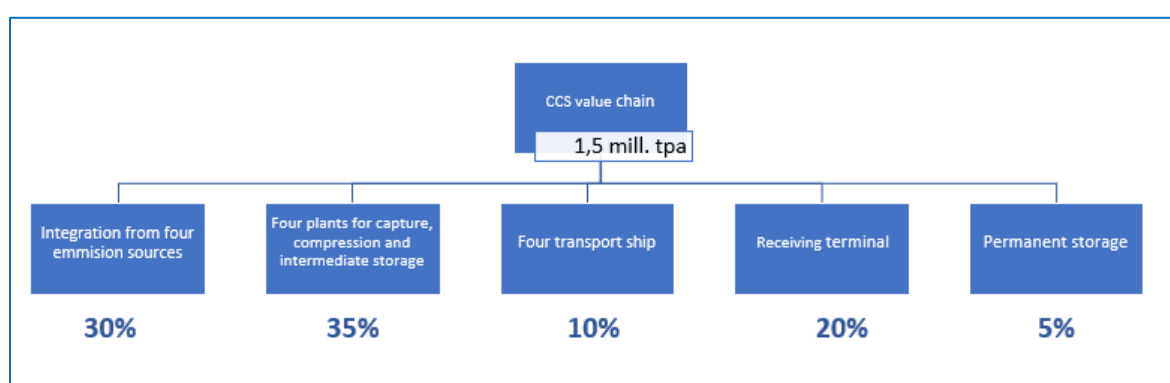 CCS value chain
1,5 mill. tpa
Integration from four
emmision sources
Four plants for capture,
compression and
intermediate storage
Four transport ship
Receiving terminal
Permanent storage
30%
35%
10%
20%
5%